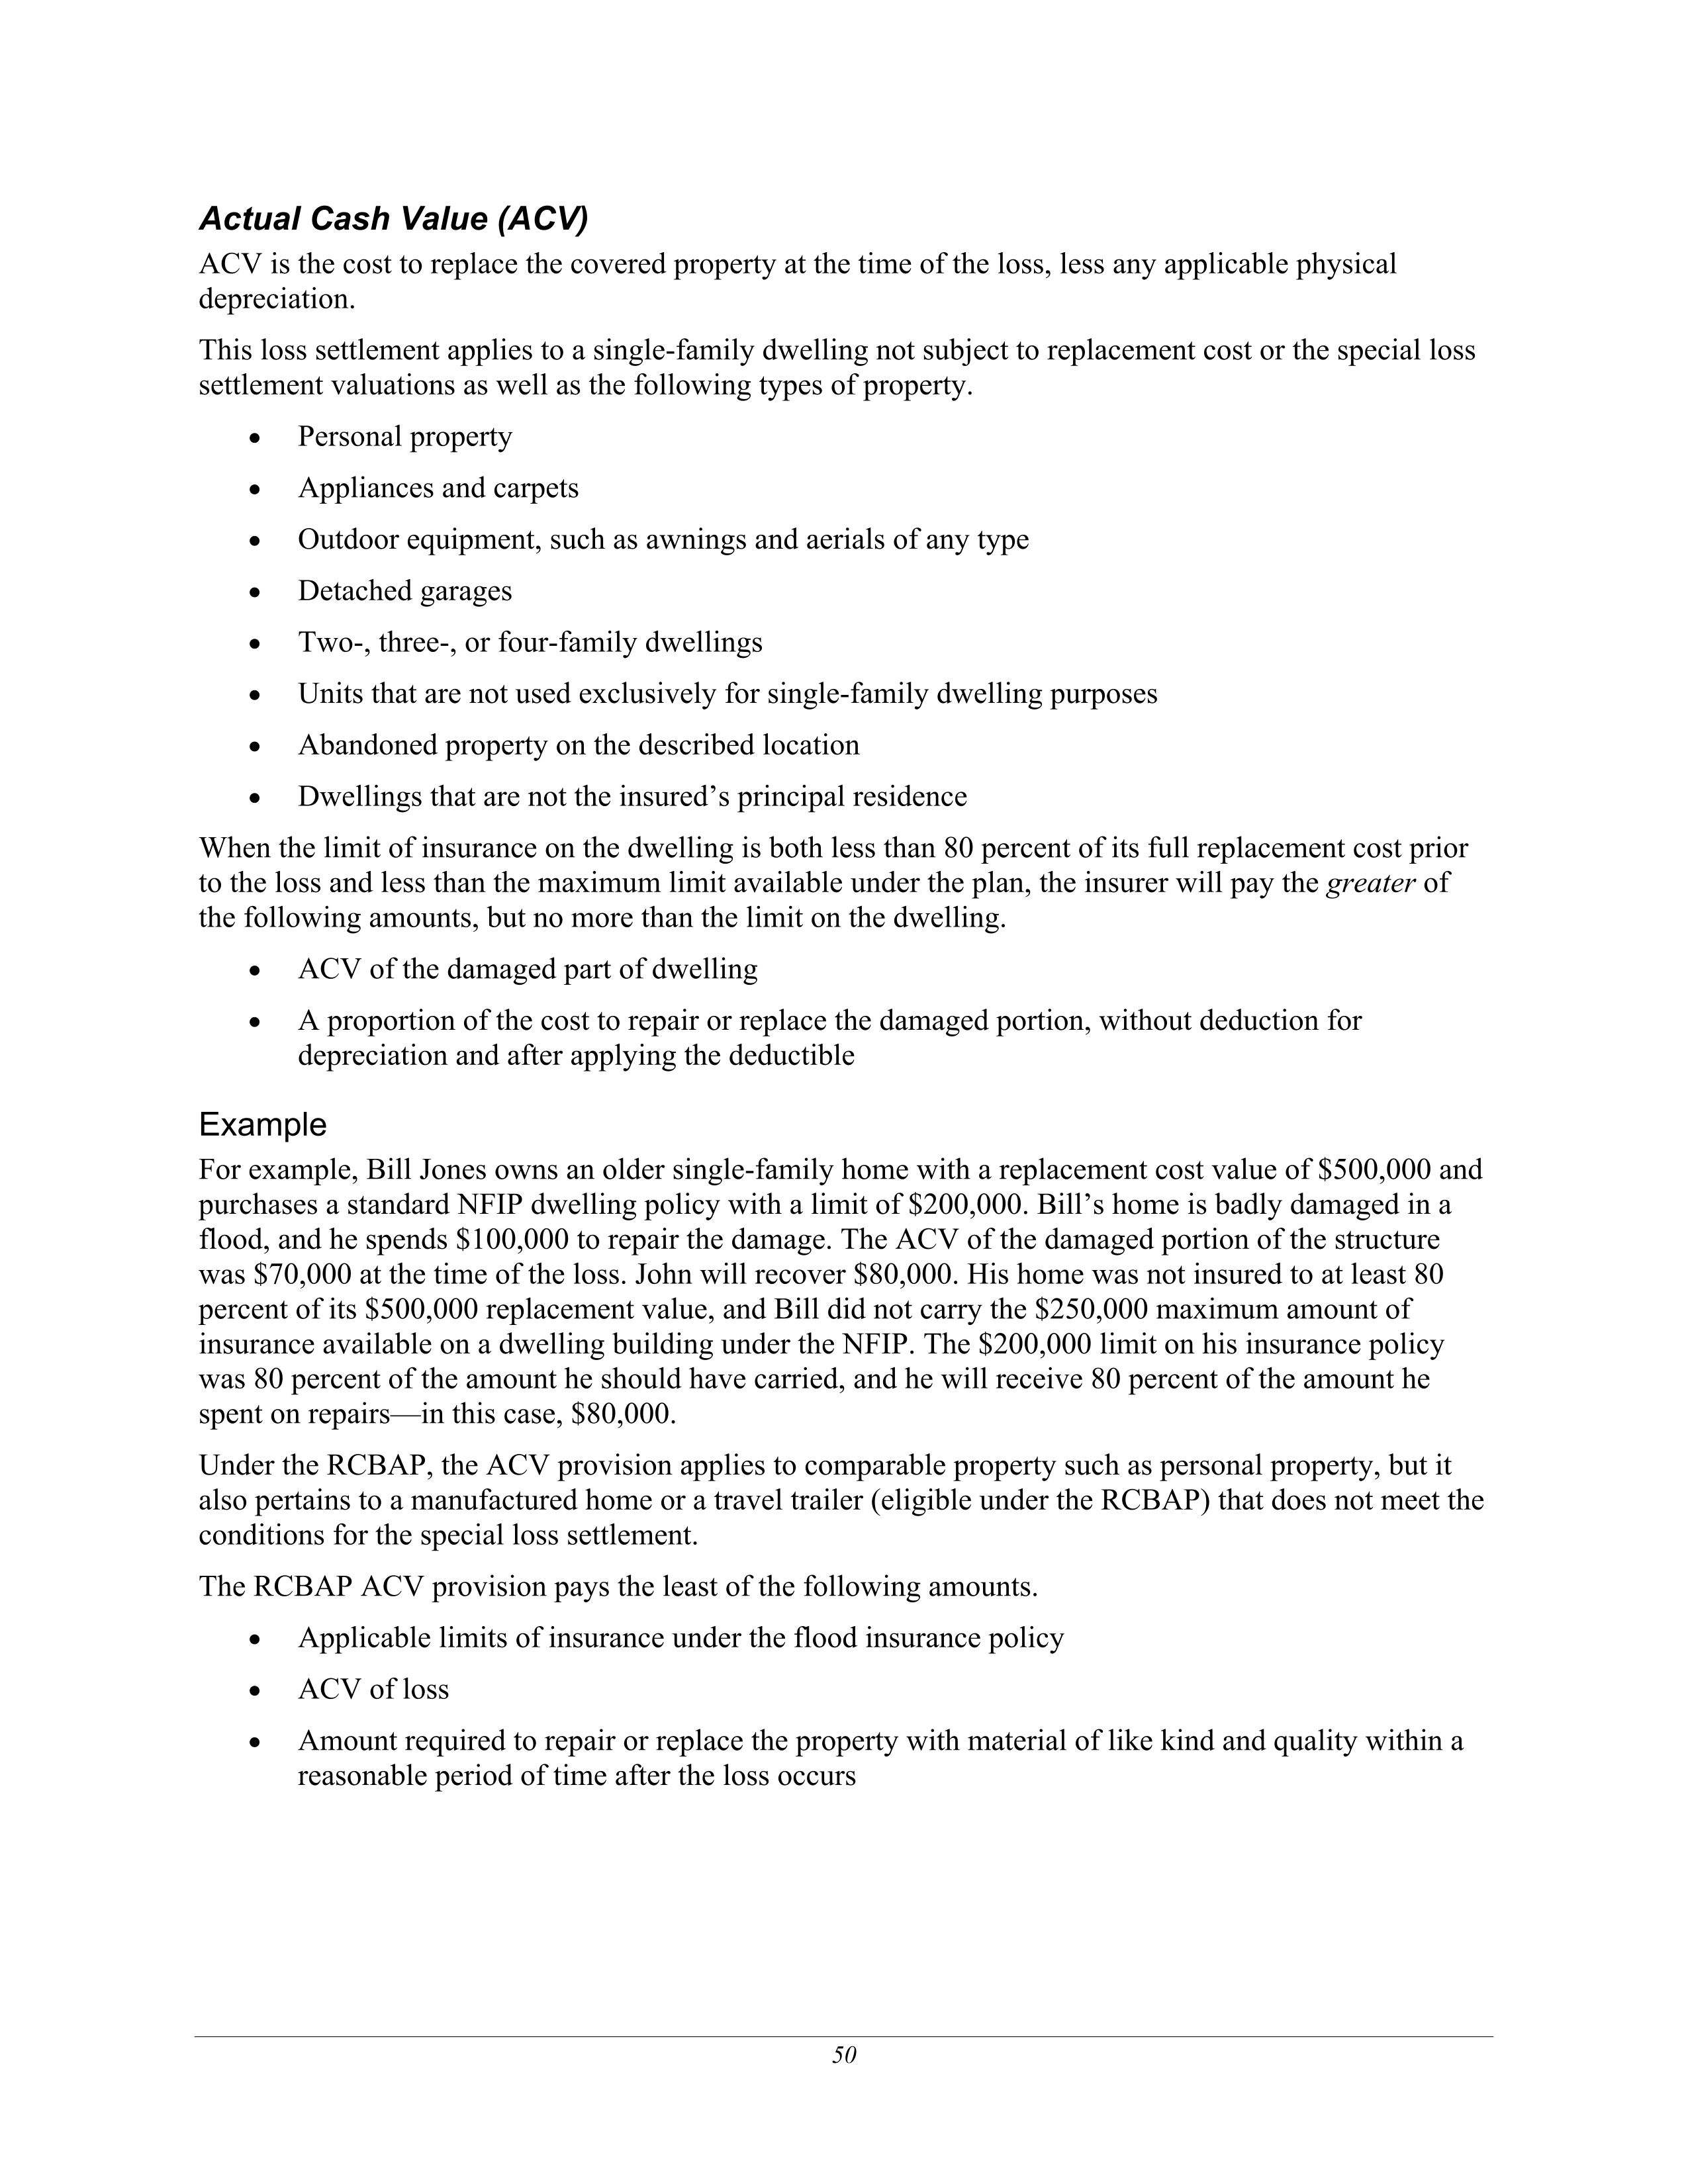 Actual Cash Value (ACV)
ACV is the cost to replace the covered property at the time of the loss, less any applicable physical
depreciation.
This loss settlement applies to a single-family dwelling not subject to replacement cost or the special loss
settlement valuations as well as the following types of property.
• Personal property
• Appliances and carpets
• Outdoor equipment, such as awnings and aerials of any type
• Detached garages
• Two-, three-, or four-family dwellings
• Units that are not used exclusively for single-family dwelling purposes
• Abandoned property on the described location
• Dwellings that are not the insured’s principal residence
When the limit of insurance on the dwelling is both less than 80 percent of its full replacement cost prior
to the loss and less than the maximum limit available under the plan, the insurer will pay the greater of
the following amounts, but no more than the limit on the dwelling.
• ACV of the damaged part of dwelling
• A proportion of the cost to repair or replace the damaged portion, without deduction for
depreciation and after applying the deductible
Example
For example, Bill Jones owns an older single-family home with a replacement cost value of $500,000 and
purchases a standard NFIP dwelling policy with a limit of $200,000. Bill’s home is badly damaged in a
flood, and he spends $100,000 to repair the damage. The ACV of the damaged portion of the structure
was $70,000 at the time of the loss. John will recover $80,000. His home was not insured to at least 80
percent of its $500,000 replacement value, and Bill did not carry the $250,000 maximum amount of
insurance available on a dwelling building under the NFIP. The $200,000 limit on his insurance policy
was 80 percent of the amount he should have carried, and he will receive 80 percent of the amount he
spent on repairs—in this case, $80,000.
Under the RCBAP, the ACV provision applies to comparable property such as personal property, but it
also pertains to a manufactured home or a travel trailer (eligible under the RCBAP) that does not meet the
conditions for the special loss settlement.
The RCBAP ACV provision pays the least of the following amounts.
• Applicable limits of insurance under the flood insurance policy
• ACV of loss
• Amount required to repair or replace the property with material of like kind and quality within a
reasonable period of time after the loss occurs
50